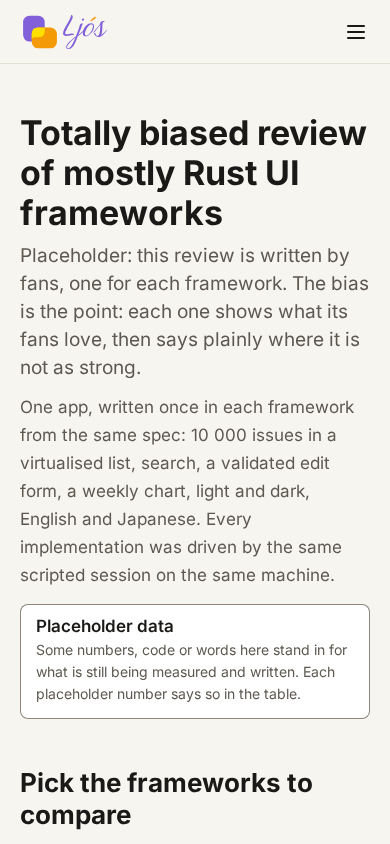 Ljós
Totally biased review
of mostly Rust UI
frameworks
Placeholder: this review is written by
fans, one for each framework. The bias
is the point: each one shows what its
fans love, then says plainly where it is
not as strong.
One app, written once in each framework
from the same spec: 10 000 issues in a
virtualised list, search, a validated edit
form, a weekly chart, light and dark,
English and Japanese. Every
implementation was driven by the same
scripted session on the same machine.
Placeholder data
Some numbers, code or words here stand in for
what is still being measured and written. Each
placeholder number says so in the table.
Pick the frameworks to
compare